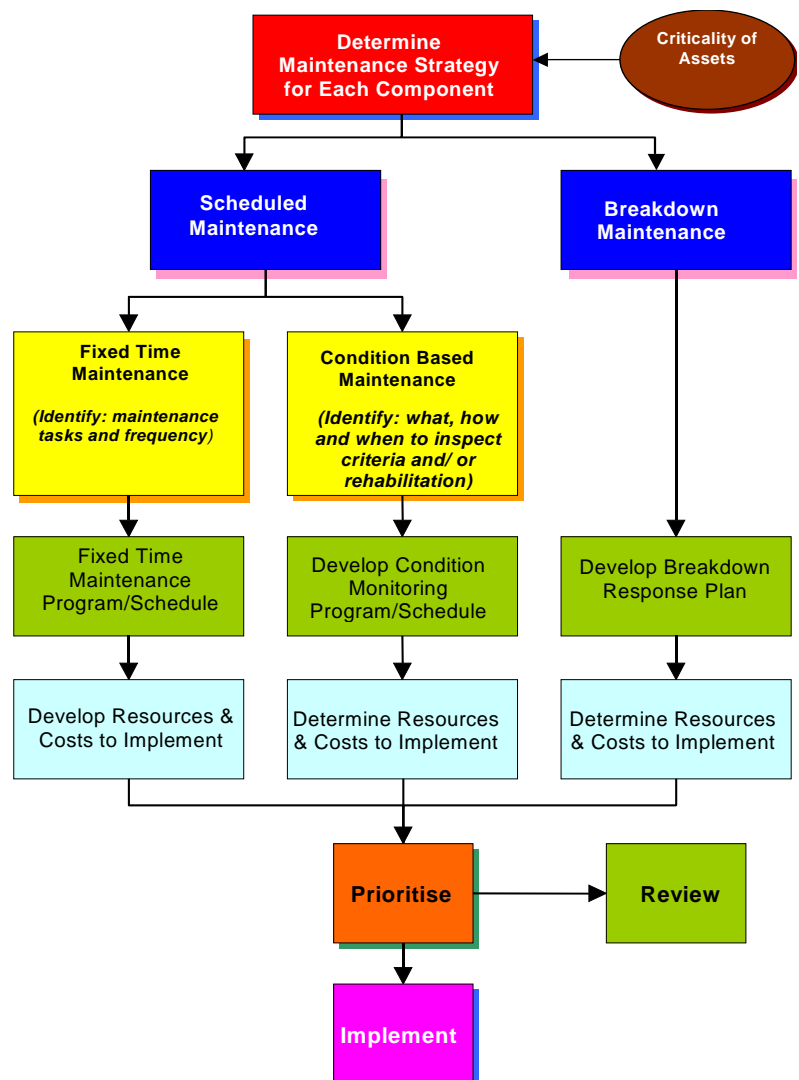 Determine
Maintenance Strategy
for Each Component
Criticality of
Assets
Scheduled
Maintenance
Breakdown
Maintenance
Fixed Time
Maintenance
(Identify: maintenance
tasks and frequency)
Condition Based
Maintenance
(Identify: what, how
and when to inspect
criteria and/ or
rehabilitation)
Fixed Time
Maintenance
Program/Schedule
Develop Condition
Monitoring
Program/Schedule
Develop Breakdown
Response Plan
Develop Resources &
Costs to Implement
Determine Resources
& Costs to Implement
Determine Resources
& Costs to Implement
Prioritise
Review
Implement